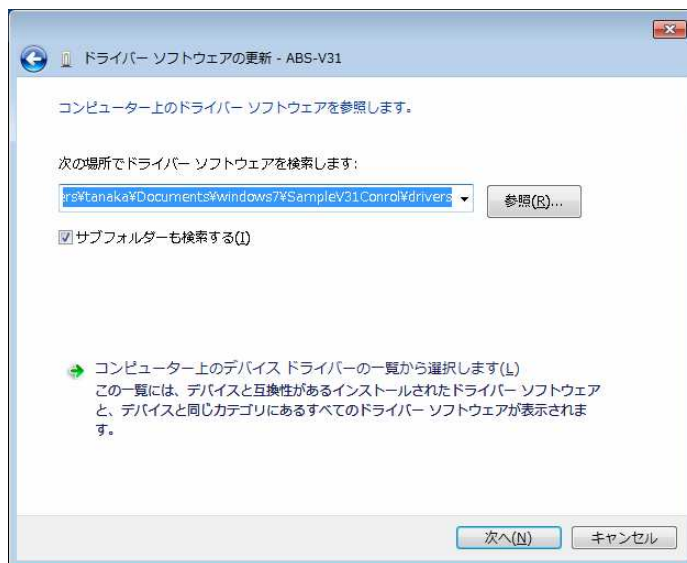 ドライバー ソフトウェアの更新 - ABS-V31
コンピューター上のドライバー ソフトウェアを参照します。
次の場所でドライバー ソフトウェアを検索します:
ers¥tanaka¥Documents¥windows7¥SampleV31Conrol¥drivers
参照(R)...
サブフォルダーも検索する(I)
コンピューター上のデバイス ドライバーの一覧から選択します(L)
この一覧には、デバイスと互換性があるインストールされたドライバー ソフトウェア
と、デバイスと同じカテゴリにあるすべてのドライバー ソフトウェアが表示されま
す。
次へ(N)
キャンセル